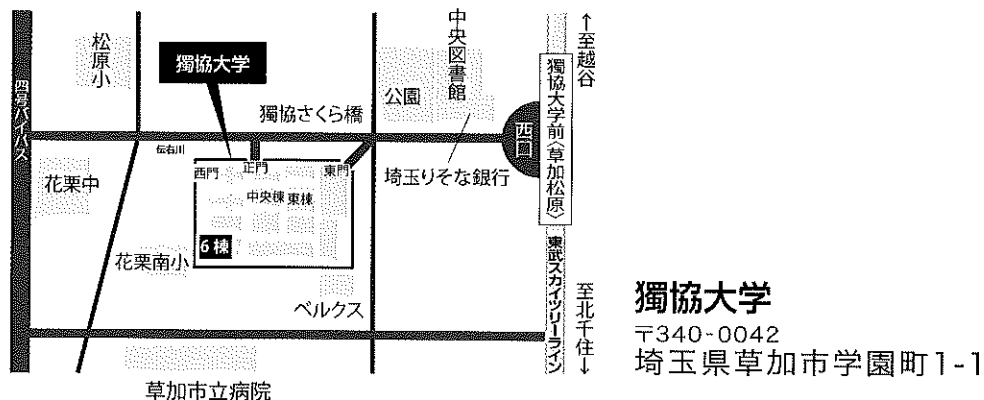 松原小
獨協大学
中央図書館
公園
↑至越谷
獨協さくら橋
四号バイパス
伝右川
西口
獨協大学前〈草加松原〉
西門
正門
東門
埼玉りそな銀行
花栗中
中央棟
東棟
6棟
花栗南小
ベルクス
東武スカイツリーライン
至北千住↓
草加市立病院
獨協大学
〒340-0042
埼玉県草加市学園町1-1